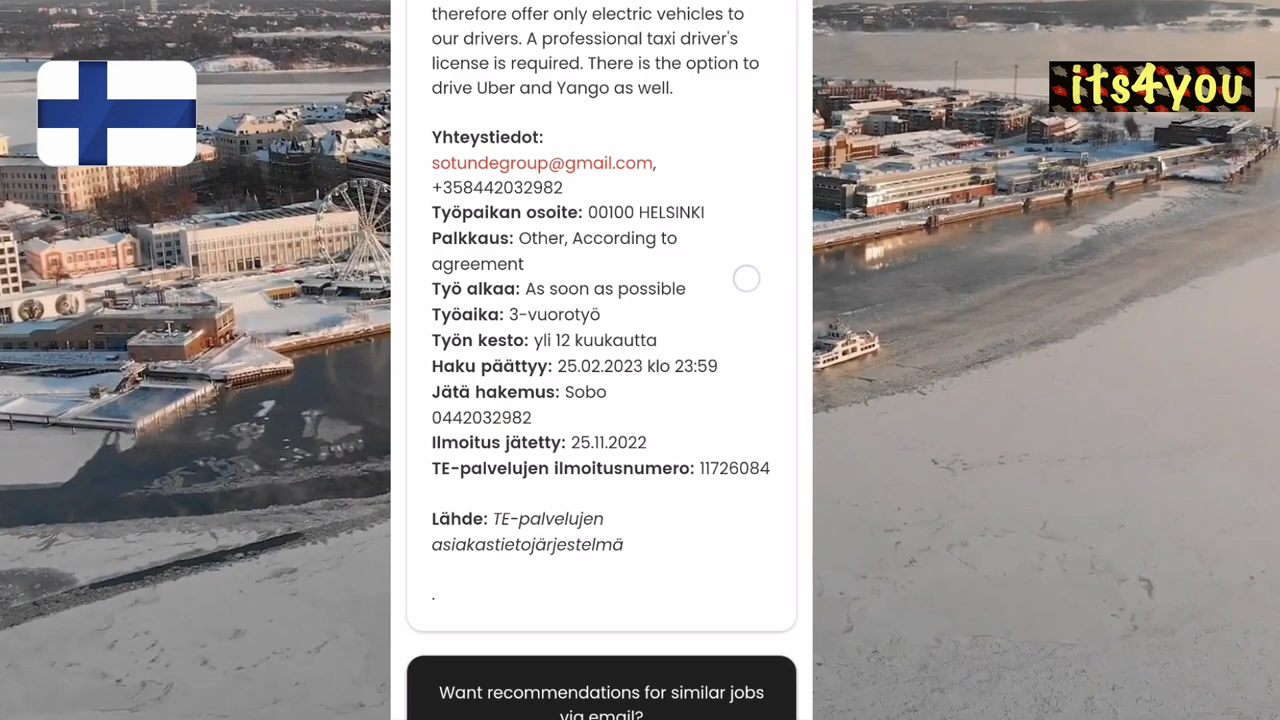 therefore offer only electric vehicles to
our drivers. A professional taxi driver's
license is required. There is the option to
drive Uber and Yango as well.
its4you
Yhteystiedot:
sotundegroup@gmail.com,
+358442032982
Työpaikan osoite: 00100 HELSINKI
Palkkaus: Other, According to
agreement
Työ alkaa: As soon as possible
Työaika: 3-vuorotyö
Työn kesto: yli 12 kuukautta
Haku päättyy: 25.02.2023 klo 23:59
Jätä hakemus: Sobo
0442032982
Ilmoitus jätetty: 25.11.2022
TE-palvelujen ilmoitusnumero: 11726084
Lähde: TE-palvelujen
asiakastietojärjestelmä
.
Want recommendations for similar jobs
via email?